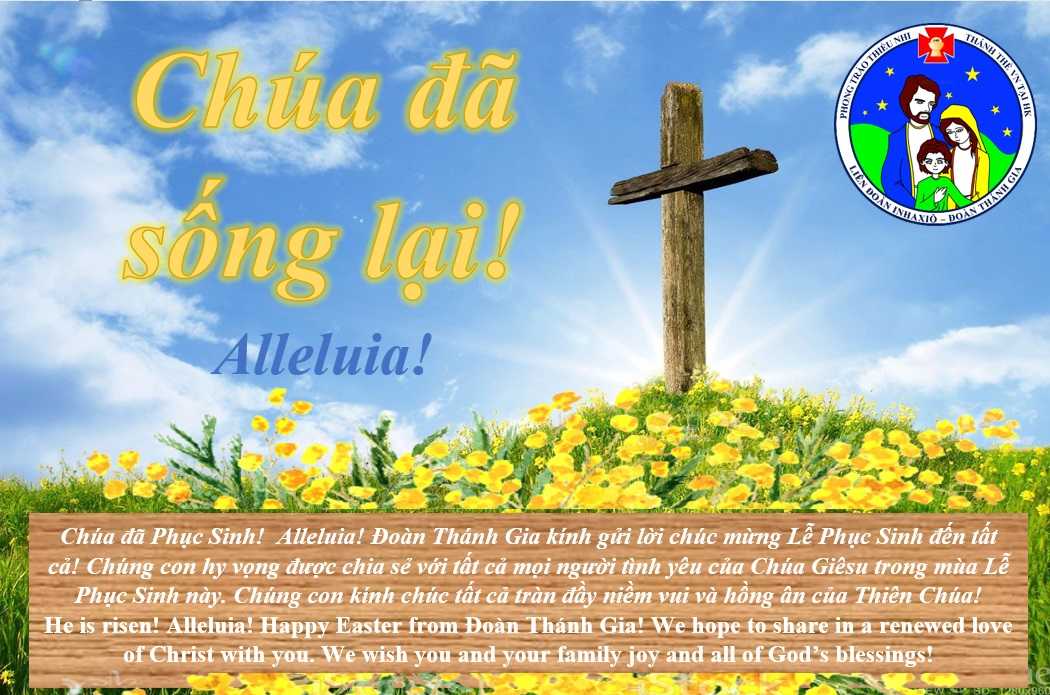 Chúa đã
sống lại!
Alleluia!
PHONG TRÀO THIẾU NHI THÁNH THỂ VN TẠI HK
LIÊN ĐOÀN INHAXIÔ – ĐOÀN THÁNH GIA
Chúa đã Phục Sinh!  Alleluia! Đoàn Thánh Gia kính gửi lời chúc mừng Lễ Phục Sinh đến tất
cả! Chúng con hy vọng được chia sẻ với tất cả mọi người tình yêu của Chúa Giêsu trong mùa Lễ
Phục Sinh này. Chúng con kính chúc tất cả tràn đầy niềm vui và hồng ân của Thiên Chúa!
He is risen! Alleluia! Happy Easter from Đoàn Thánh Gia! We hope to share in a renewed love
of Christ with you. We wish you and your family joy and all of God’s blessings!